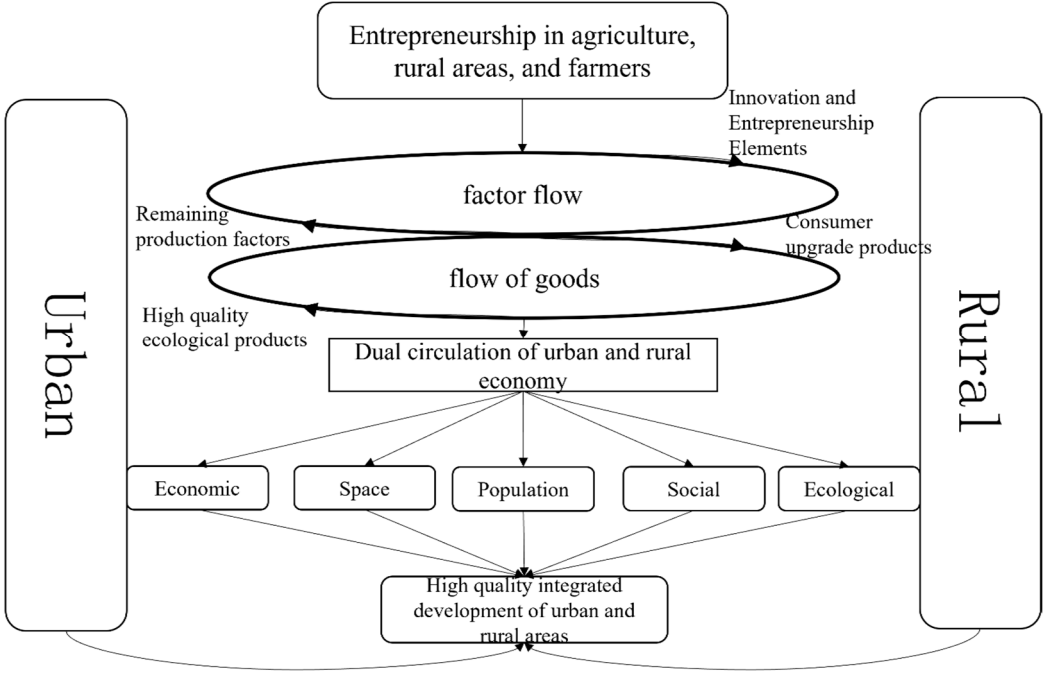 Entrepreneurship in agriculture,
rural areas, and farmers
Innovation and
Entrepreneurship
Elements
factor flow
Remaining
production factors
Consumer
upgrade products
flow of goods
High quality
ecological products
Urban
Rural
Dual circulation of urban and rural
economy
Economic
Space
Population
Social
Ecological
High quality integrated
development of urban and
rural areas